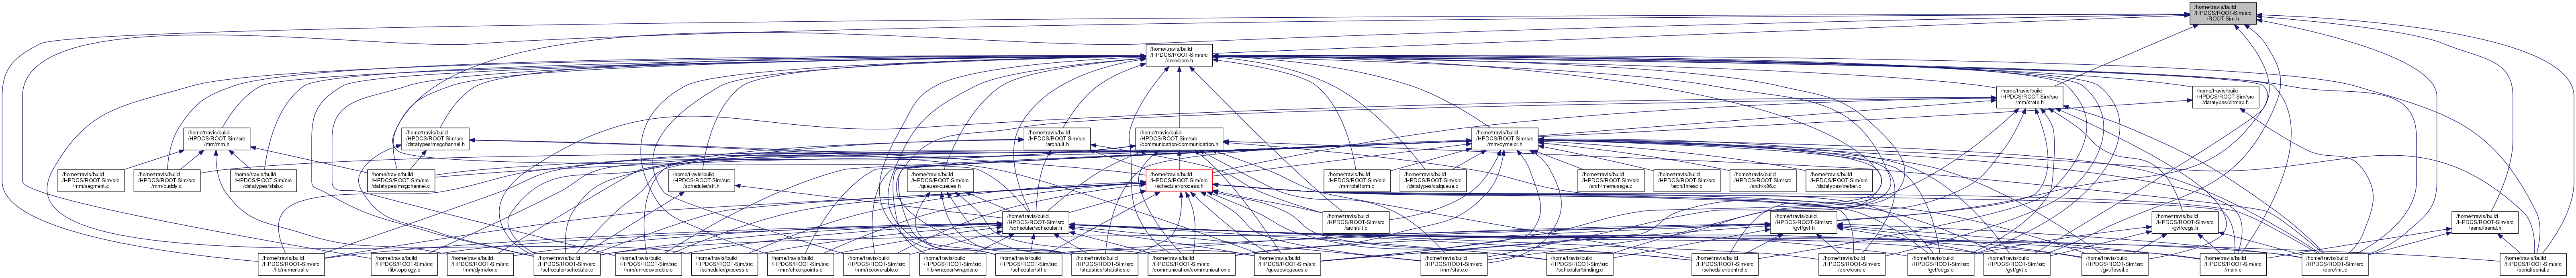 /home/travis/build
/HPDCS/ROOT-Sim/src
/ROOT-Sim.h
/home/travis/build
/HPDCS/ROOT-Sim/src
/core/core.h
/home/travis/build
/HPDCS/ROOT-Sim/src
/mm/state.h
/home/travis/build
/HPDCS/ROOT-Sim/src
/datatypes/bitmap.h
/home/travis/build
/HPDCS/ROOT-Sim/src
/mm/mm.h
/home/travis/build
/HPDCS/ROOT-Sim/src
/datatypes/msgchannel.h
/home/travis/build
/HPDCS/ROOT-Sim/src
/arch/ult.h
/home/travis/build
/HPDCS/ROOT-Sim/src
/communication/communication.h
/home/travis/build
/HPDCS/ROOT-Sim/src
/mm/dymelor.h
/home/travis/build
/HPDCS/ROOT-Sim/src
/mm/segment.c
/home/travis/build
/HPDCS/ROOT-Sim/src
/mm/buddy.c
/home/travis/build
/HPDCS/ROOT-Sim/src
/datatypes/slab.c
/home/travis/build
/HPDCS/ROOT-Sim/src
/datatypes/msgchannel.c
/home/travis/build
/HPDCS/ROOT-Sim/src
/scheduler/stf.h
/home/travis/build
/HPDCS/ROOT-Sim/src
/queues/queues.h
/home/travis/build
/HPDCS/ROOT-Sim/src
/scheduler/process.h
/home/travis/build
/HPDCS/ROOT-Sim/src
/mm/platform.c
/home/travis/build
/HPDCS/ROOT-Sim/src
/datatypes/calqueue.c
/home/travis/build
/HPDCS/ROOT-Sim/src
/arch/memusage.c
/home/travis/build
/HPDCS/ROOT-Sim/src
/arch/thread.c
/home/travis/build
/HPDCS/ROOT-Sim/src
/arch/x86.c
/home/travis/build
/HPDCS/ROOT-Sim/src
/datatypes/treiber.c
/home/travis/build
/HPDCS/ROOT-Sim/src
/scheduler/scheduler.h
/home/travis/build
/HPDCS/ROOT-Sim/src
/arch/ult.c
/home/travis/build
/HPDCS/ROOT-Sim/src
/gvt/gvt.h
/home/travis/build
/HPDCS/ROOT-Sim/src
/gvt/ccgs.h
/home/travis/build
/HPDCS/ROOT-Sim/src
/serial/serial.h
/home/travis/build
/HPDCS/ROOT-Sim/src
/lib/numerical.c
/home/travis/build
/HPDCS/ROOT-Sim/src
/lib/topology.c
/home/travis/build
/HPDCS/ROOT-Sim/src
/mm/dymelor.c
/home/travis/build
/HPDCS/ROOT-Sim/src
/scheduler/scheduler.c
/home/travis/build
/HPDCS/ROOT-Sim/src
/mm/unrecoverable.c
/home/travis/build
/HPDCS/ROOT-Sim/src
/scheduler/process.c
/home/travis/build
/HPDCS/ROOT-Sim/src
/mm/checkpoints.c
/home/travis/build
/HPDCS/ROOT-Sim/src
/mm/recoverable.c
/home/travis/build
/HPDCS/ROOT-Sim/src
/lib-wrapper/wrapper.c
/home/travis/build
/HPDCS/ROOT-Sim/src
/scheduler/stf.c
/home/travis/build
/HPDCS/ROOT-Sim/src
/statistics/statistics.c
/home/travis/build
/HPDCS/ROOT-Sim/src
/communication/communication.c
/home/travis/build
/HPDCS/ROOT-Sim/src
/queues/queues.c
/home/travis/build
/HPDCS/ROOT-Sim/src
/mm/state.c
/home/travis/build
/HPDCS/ROOT-Sim/src
/scheduler/binding.c
/home/travis/build
/HPDCS/ROOT-Sim/src
/scheduler/control.c
/home/travis/build
/HPDCS/ROOT-Sim/src
/core/core.c
/home/travis/build
/HPDCS/ROOT-Sim/src
/gvt/ccgs.c
/home/travis/build
/HPDCS/ROOT-Sim/src
/gvt/gvt.c
/home/travis/build
/HPDCS/ROOT-Sim/src
/gvt/fossil.c
/home/travis/build
/HPDCS/ROOT-Sim/src
/main.c
/home/travis/build
/HPDCS/ROOT-Sim/src
/core/init.c
/home/travis/build
/HPDCS/ROOT-Sim/src
/serial/serial.c